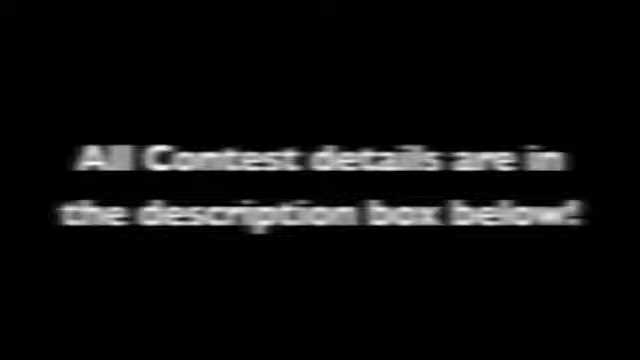 All Contest details are in
the description box below!